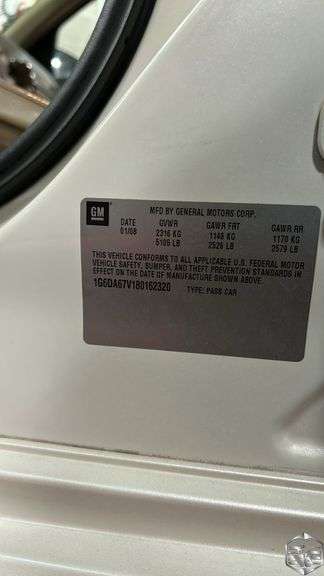 GM
MFD BY GENERAL MOTORS CORP.
DATE GVWR GAWR FRT GAWR RR
01/08 2316 KG 1146 KG 1170 KG
5105 LB 2526 LB 2579 LB
THIS VEHICLE CONFORMS TO ALL APPLICABLE U.S. FEDERAL MOTOR
VEHICLE SAFETY, BUMPER, AND THEFT PREVENTION STANDARDS
IN EFFECT ON THE DATE OF MANUFACTURE SHOWN ABOVE.
1G6DA67V180162320
TYPE: PASS CAR